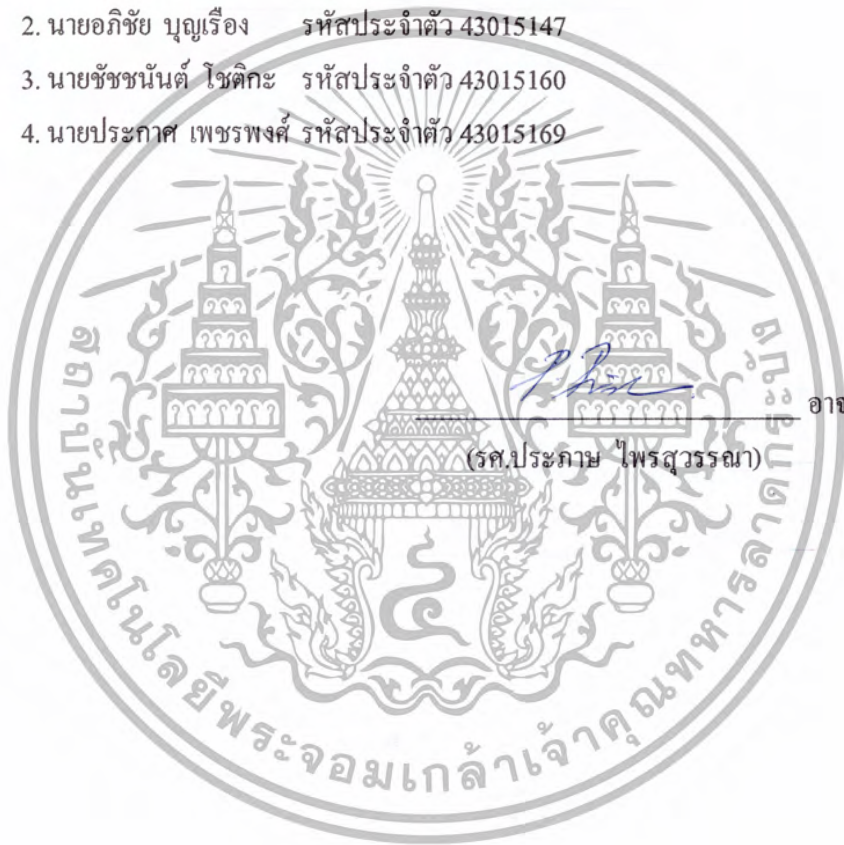 2. นายอภิชัย บุญเรือง รหัสประจำตัว 43015147
3. นายชัชชนันต์ โชติกะ รหัสประจำตัว 43015160
4. นายประกาศ เพชรพงศ์ รหัสประจำตัว 43015169
อาจ
(รศ.ประภาษ ไพรสุวรรณา)
สถาบันเทคโนโลยีพระจอมเกล้าเจ้าคุณทหารลาดกระบัง